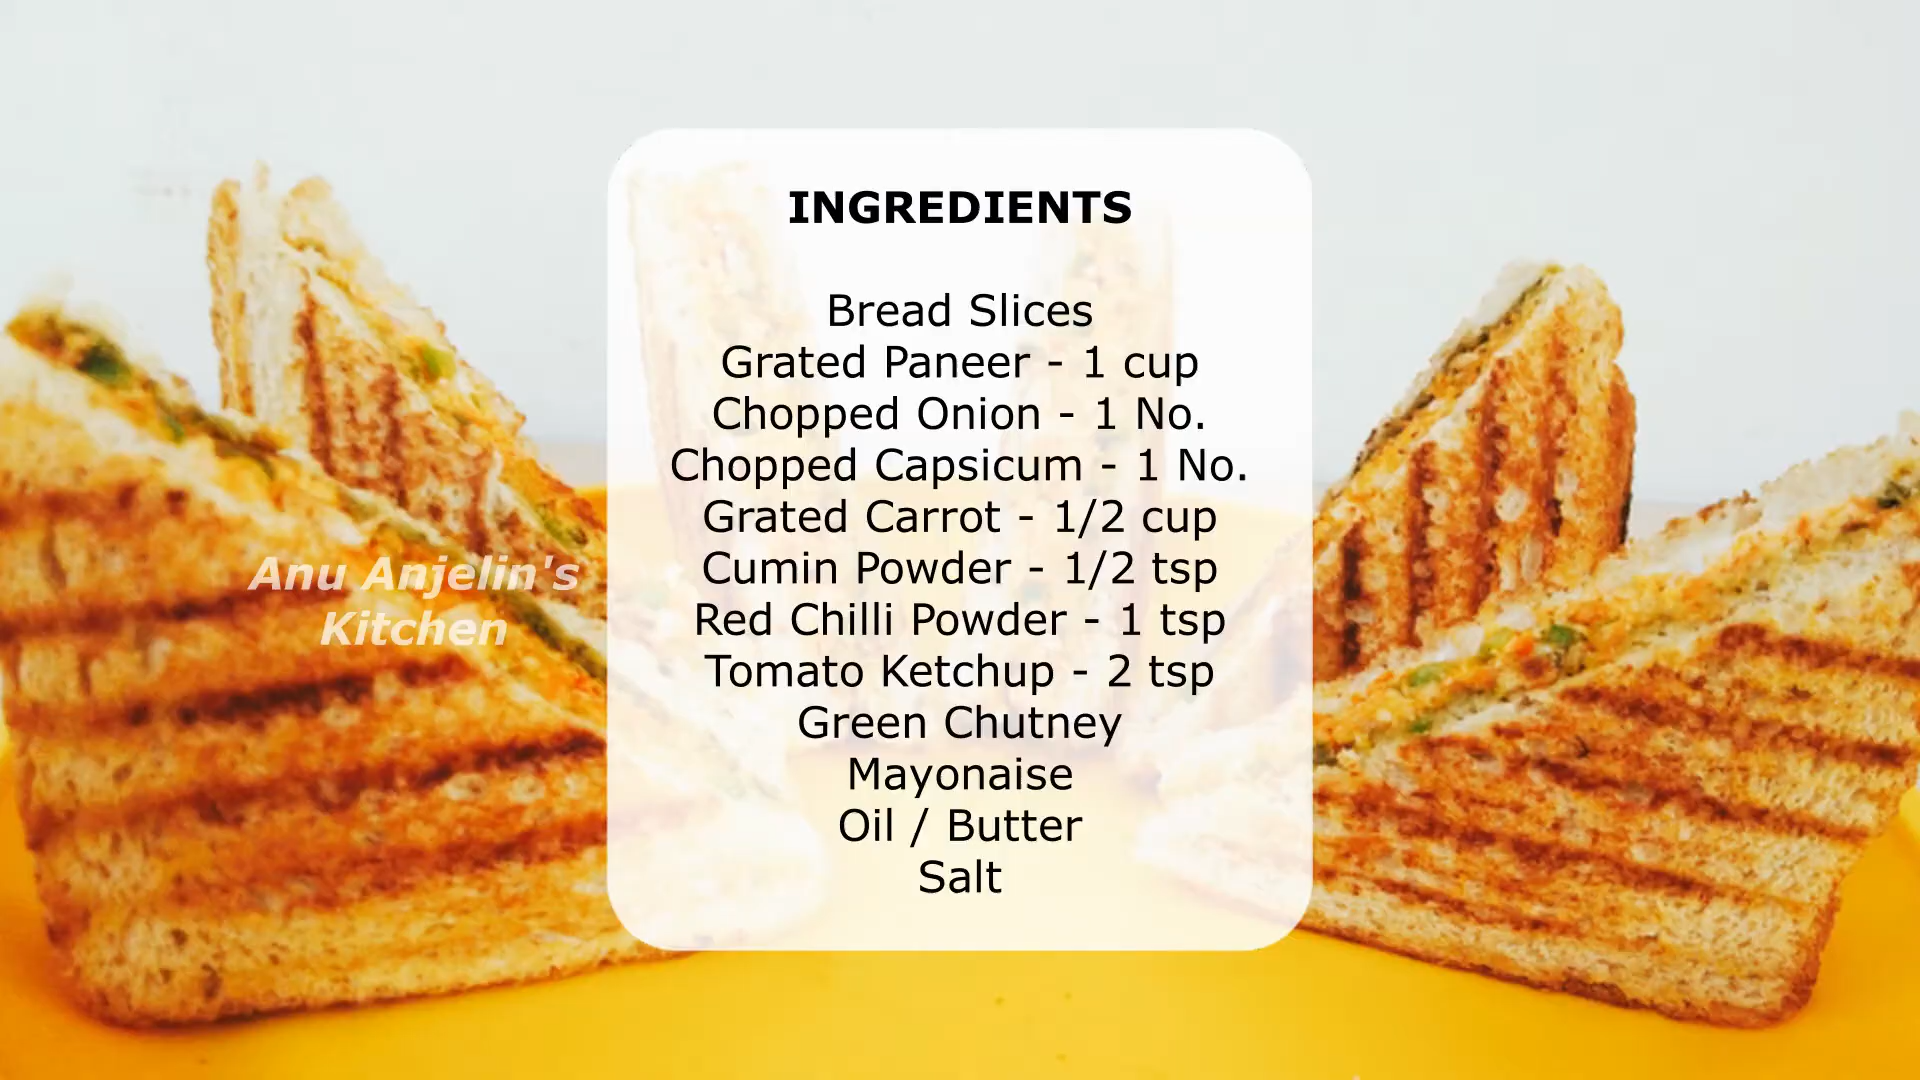 INGREDIENTS
Bread Slices
Grated Paneer - 1 cup
Chopped Onion - 1 No.
Chopped Capsicum - 1 No.
Grated Carrot - 1/2 cup
Cumin Powder - 1/2 tsp
Red Chilli Powder - 1 tsp
Tomato Ketchup - 2 tsp
Green Chutney
Mayonaise
Oil / Butter
Salt
Anu Anjelin's
Kitchen